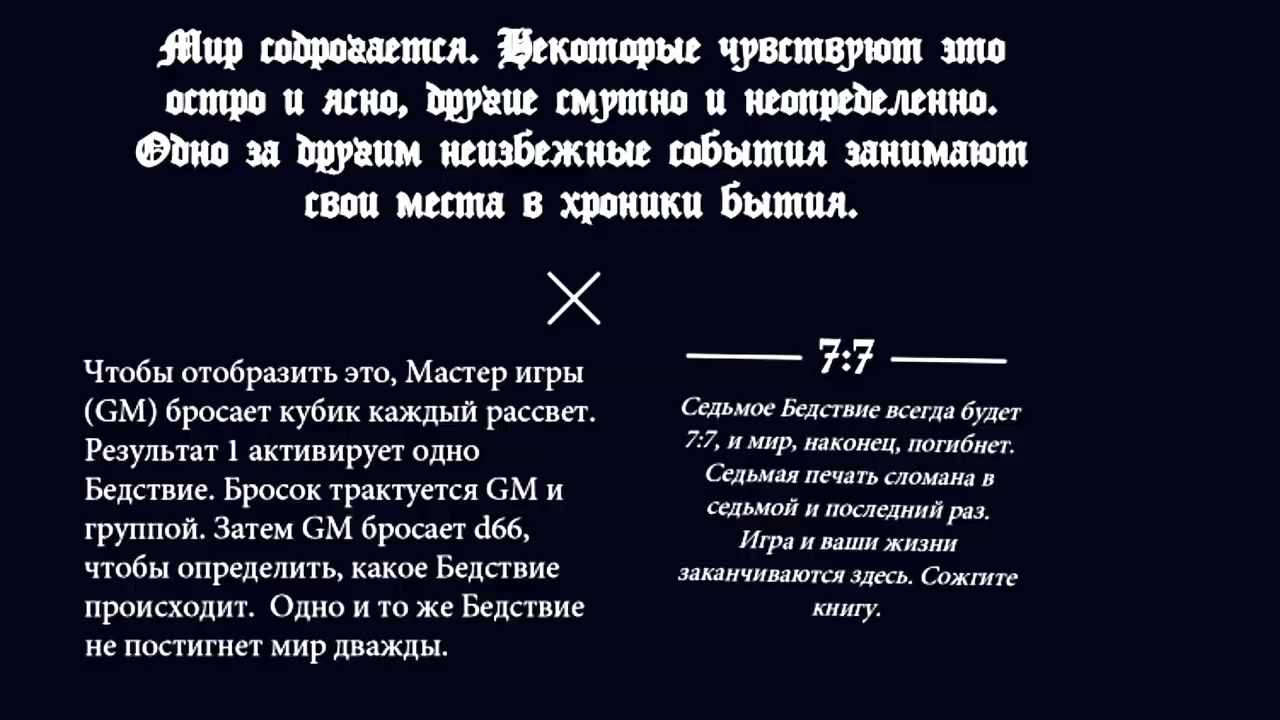 Мир содрогается. Некоторые чувствуют это
остро и ясно, другие смутно и неопределенно.
Одно за другим неизбежные события занимают
свои места в хроники бытия.
Чтобы отобразить это, Мастер игры
(GM) бросает кубик каждый рассвет.
Результат 1 активирует одно
Бедствие. Бросок трактуется GM и
группой. Затем GM бросает d66,
чтобы определить, какое Бедствие
происходит. Одно и то же Бедствие
не постигнет мир дважды.
7:7
Седьмое Бедствие всегда будет
7:7, и мир, наконец, погибнет.
Седьмая печать сломана в
седьмой и последний раз.
Игра и ваши жизни
заканчиваются здесь. Сожгите
книгу.